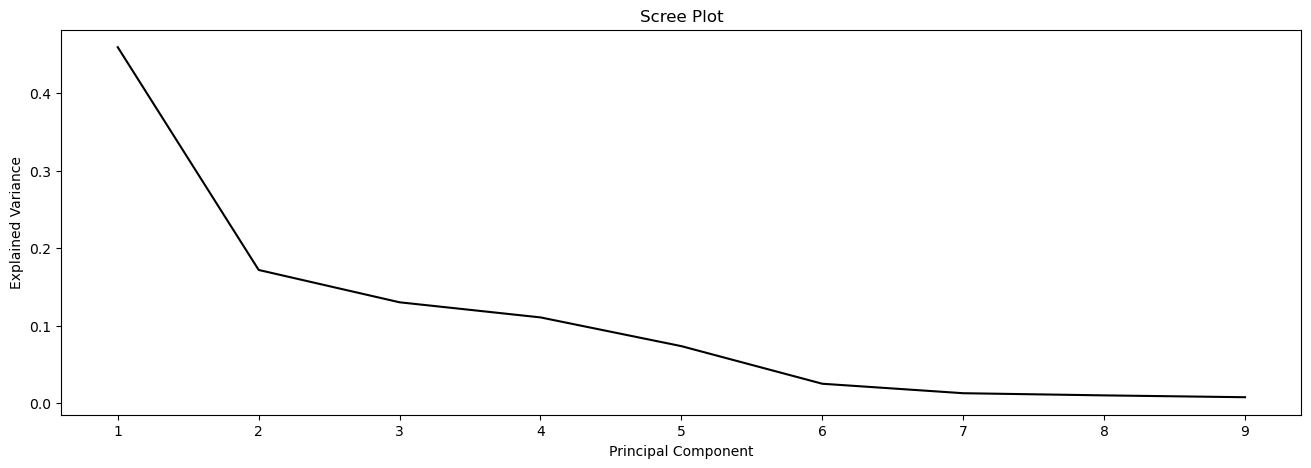 Scree Plot
Explained Variance
0.4
0.3
0.2
0.1
0.0
1 2 3 4 5 6 7 8 9
Principal Component